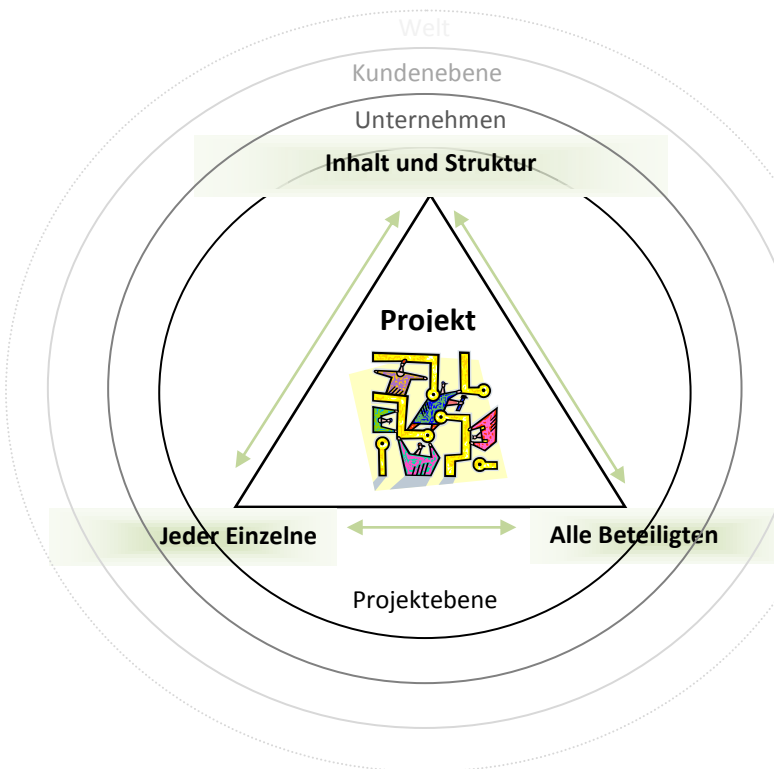 Welt
Kundenebene
Unternehmen
Inhalt und Struktur
Projekt
Jeder Einzelne
Alle Beteiligten
Projektebene